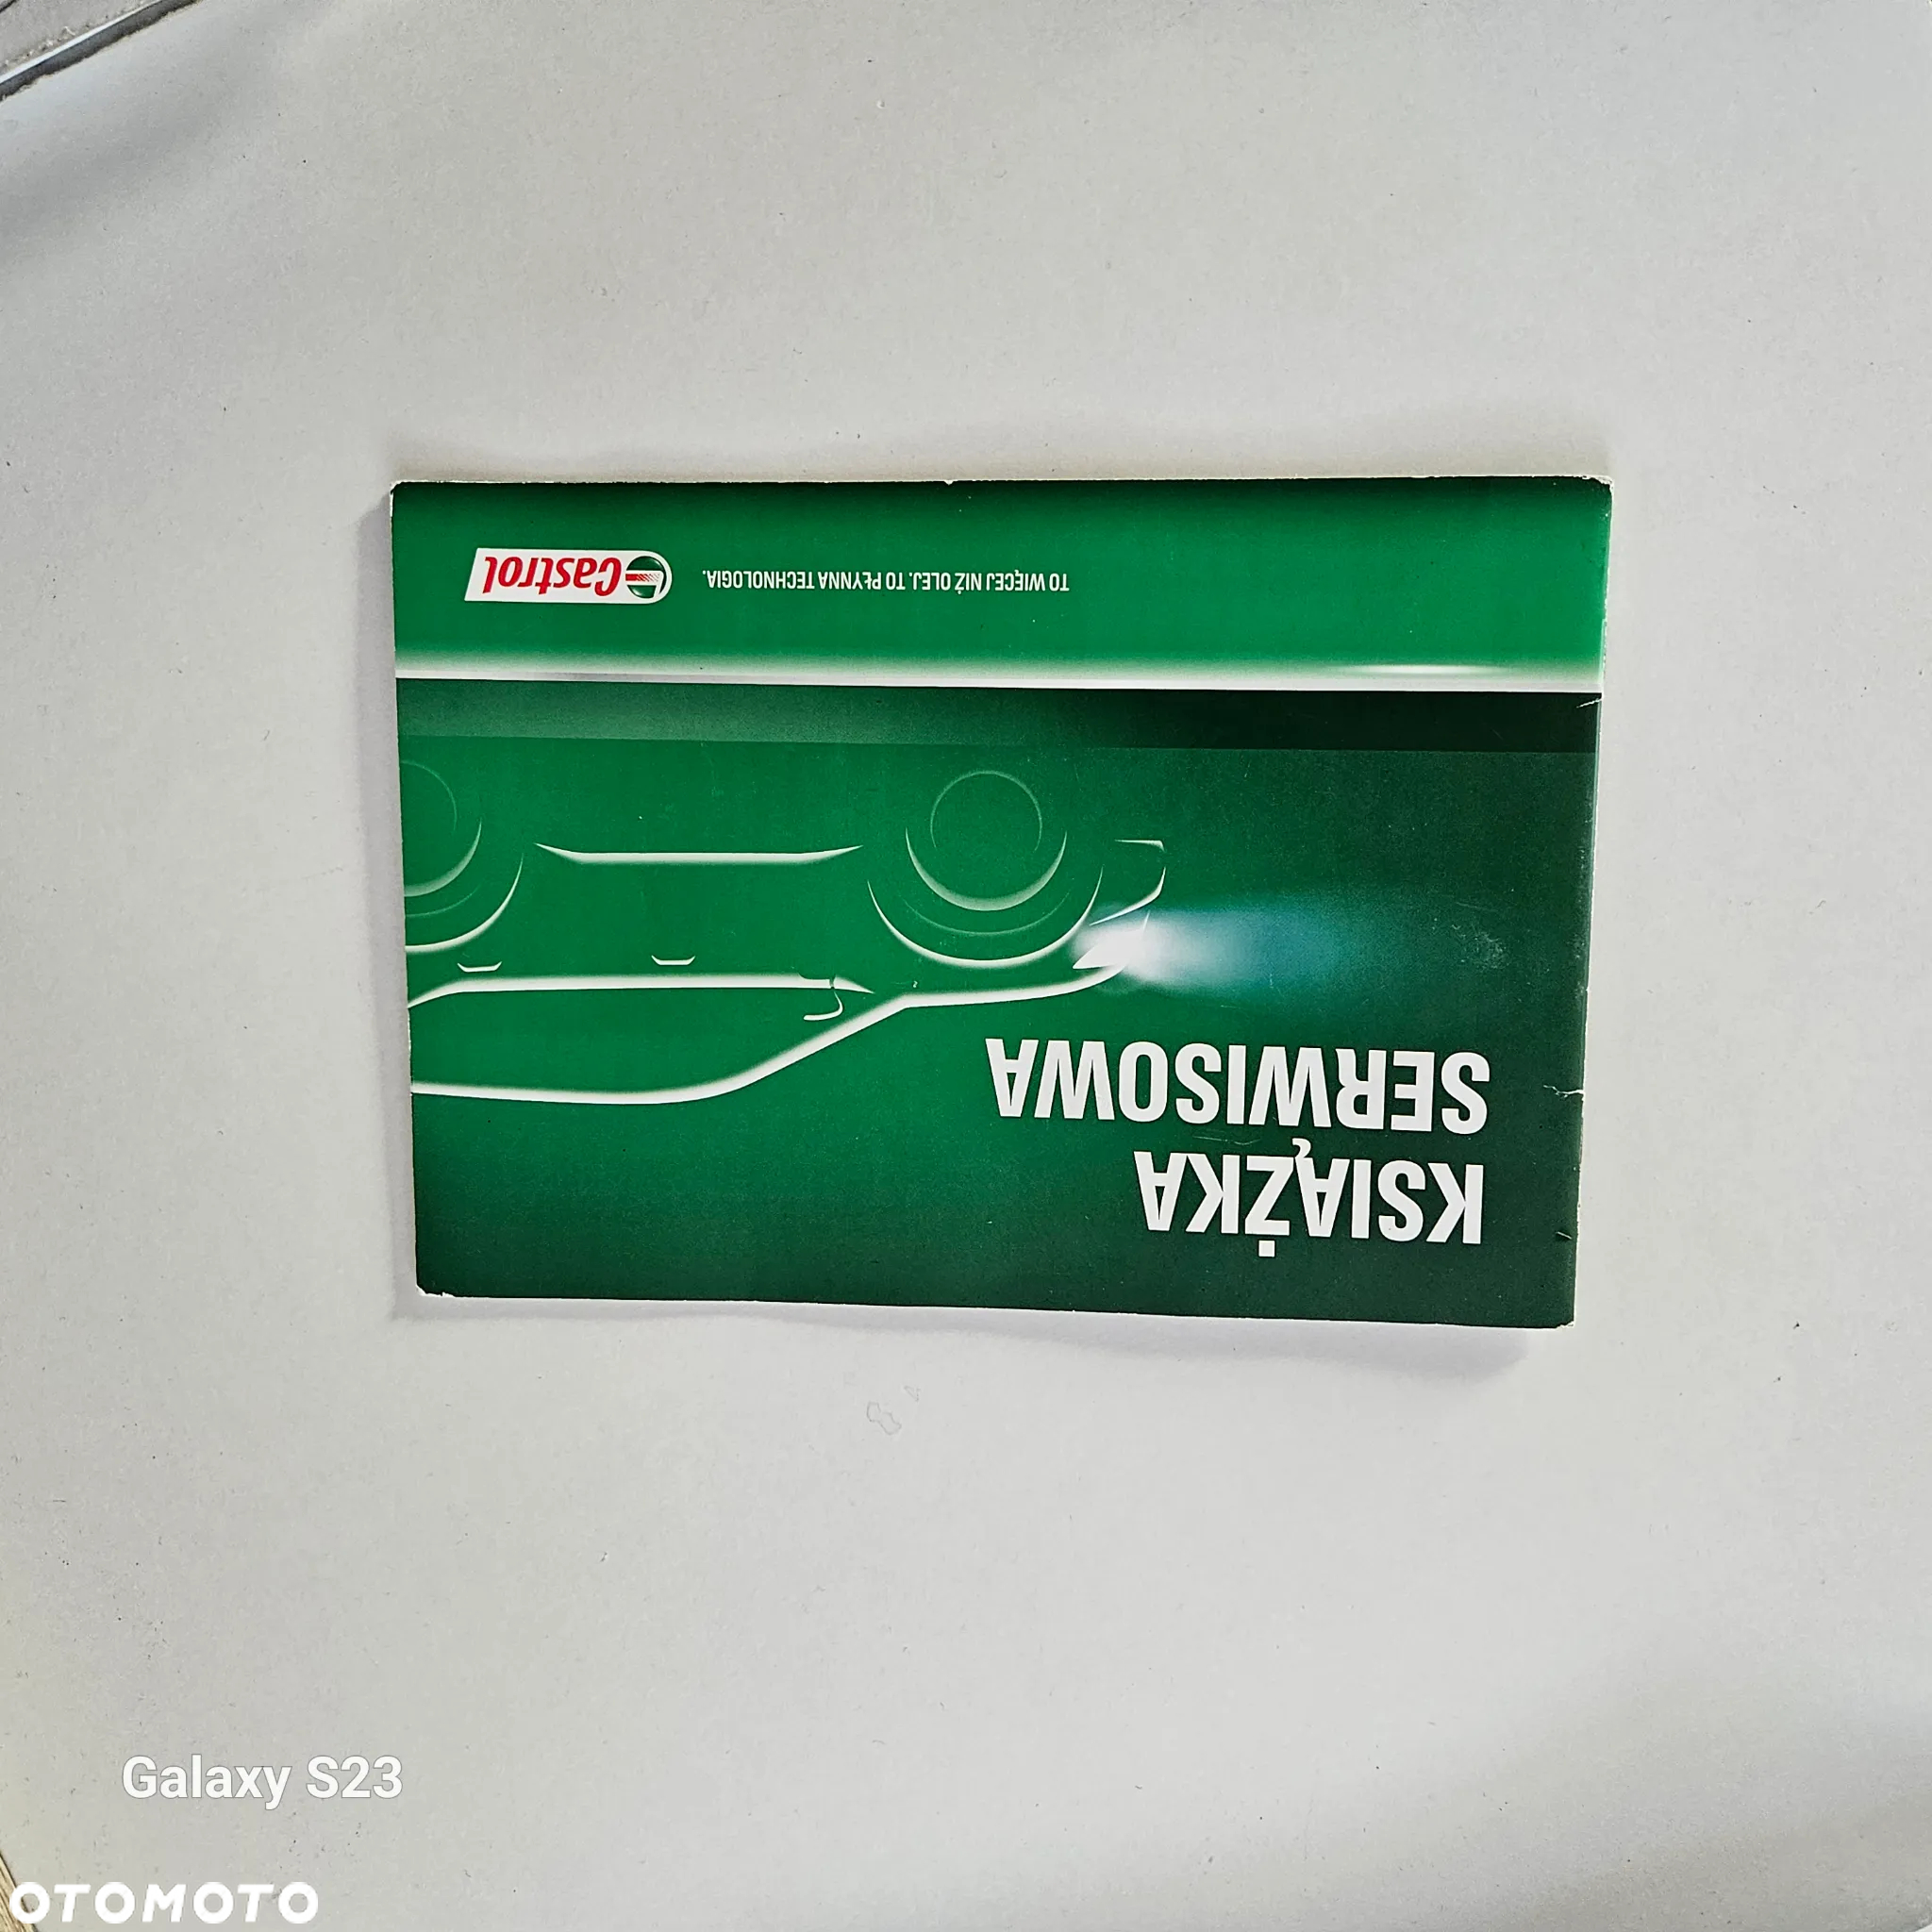 KSIĄŻKA
SERWISOWA
TO WIĘCEJ NIŻ OLEJ. TO PŁYNNA TECHNOLOGIA.
Castrol
Galaxy S23
OTOMOTO